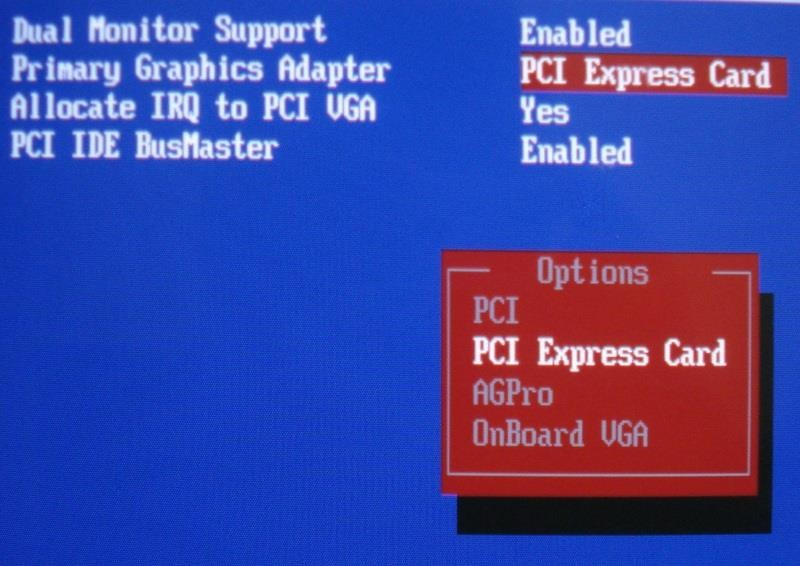 Dual Monitor Support Enabled
Primary Graphics Adapter PCI Express Card
Allocate IRQ to PCI VGA Yes
PCI IDE BusMaster Enabled
Options
PCI
PCI Express Card
AGPro
OnBoard VGA